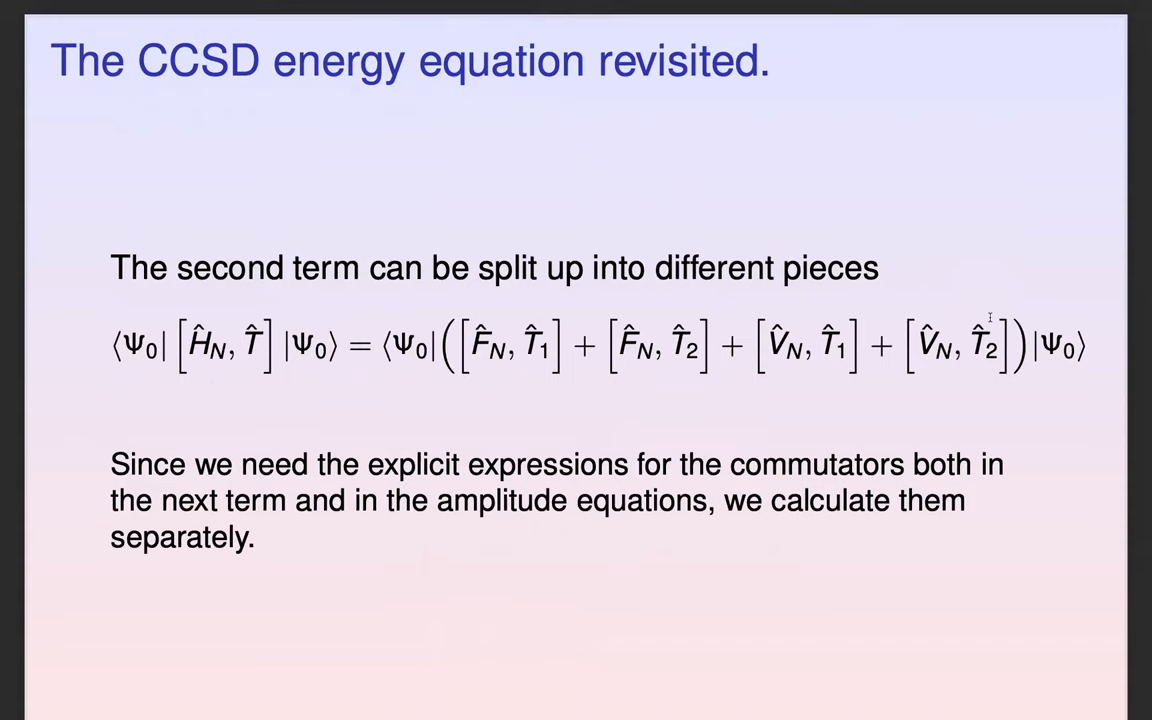 The CCSD energy equation revisited.
The second term can be split up into different pieces
⟨Ψ₀| [Ĥ_N, T̂] |Ψ₀⟩ = ⟨Ψ₀| ([F̂_N, T̂₁] + [F̂_N, T̂₂] + [V̂_N, T̂₁] + [V̂_N, T̂₂]) |Ψ₀⟩
Since we need the explicit expressions for the commutators both in
the next term and in the amplitude equations, we calculate them
separately.